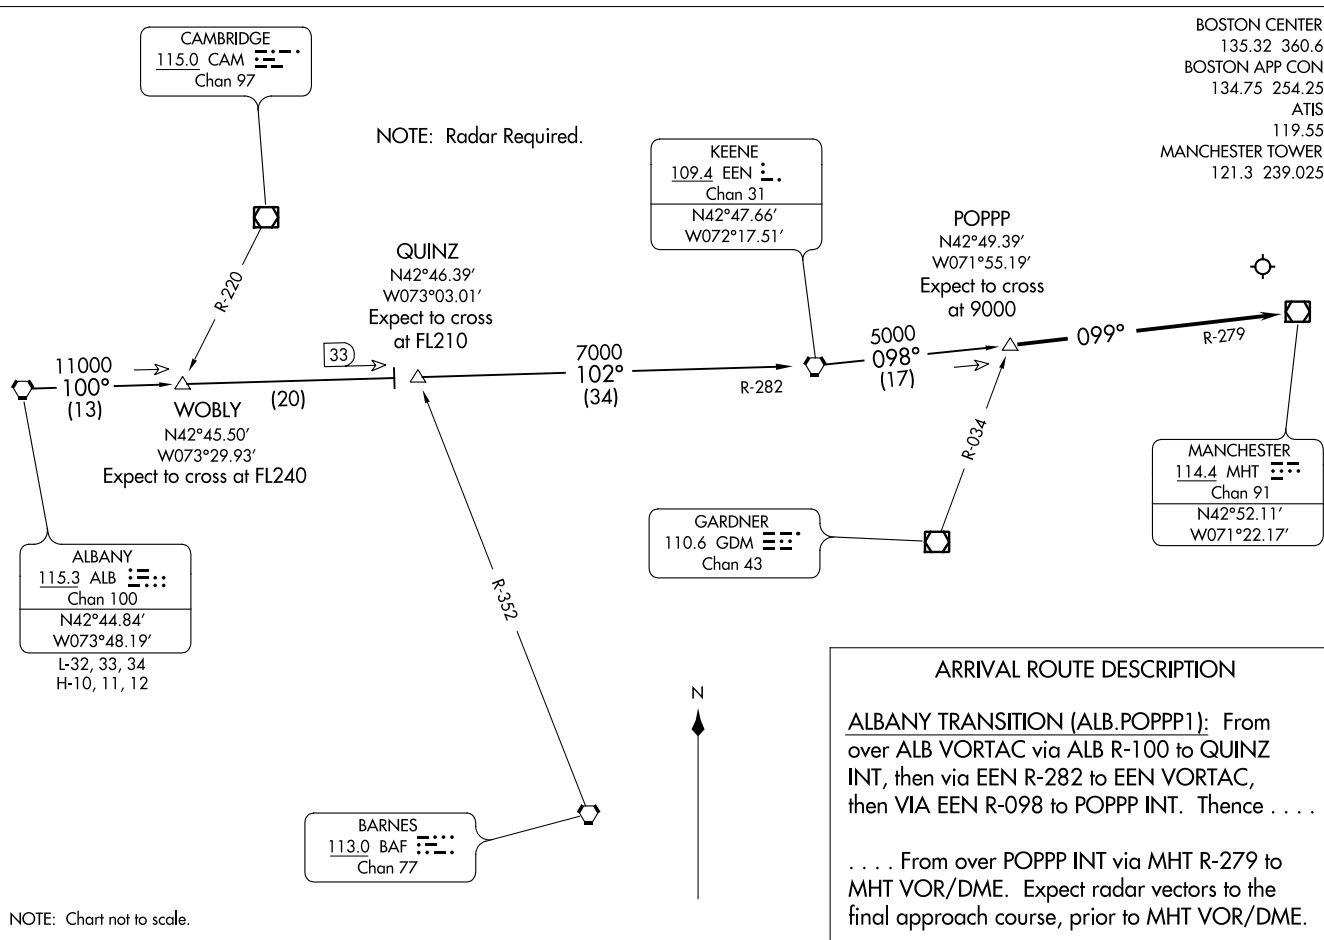 BOSTON CENTER
135.32 360.6
BOSTON APP CON
134.75 254.25
ATIS
119.55
MANCHESTER TOWER
121.3 239.025
CAMBRIDGE
115.0 CAM
Chan 97
NOTE: Radar Required.
KEENE
109.4 EEN
Chan 31
N42°47.66'
W072°17.51'
POPPP
N42°49.39'
W071°55.19'
Expect to cross
at 9000
QUINZ
N42°46.39'
W073°03.01'
Expect to cross
at FL210
R-220
11000
100°
(13)
WOBLY
N42°45.50'
W073°29.93'
Expect to cross at FL240
33
(20)
7000
102°
(34)
R-282
5000
098°
(17)
099°
R-279
R-034
MANCHESTER
114.4 MHT
Chan 91
N42°52.11'
W071°22.17'
GARDNER
110.6 GDM
Chan 43
ALBANY
115.3 ALB
Chan 100
N42°44.84'
W073°48.19'
L-32, 33, 34
H-10, 11, 12
R-352
N
BARNES
113.0 BAF
Chan 77
NOTE: Chart not to scale.
ARRIVAL ROUTE DESCRIPTION
ALBANY TRANSITION (ALB.POPPP1): From
over ALB VORTAC via ALB R-100 to QUINZ
INT, then via EEN R-282 to EEN VORTAC,
then VIA EEN R-098 to POPPP INT. Thence . . . .
. . . . From over POPPP INT via MHT R-279 to
MHT VOR/DME. Expect radar vectors to the
final approach course, prior to MHT VOR/DME.